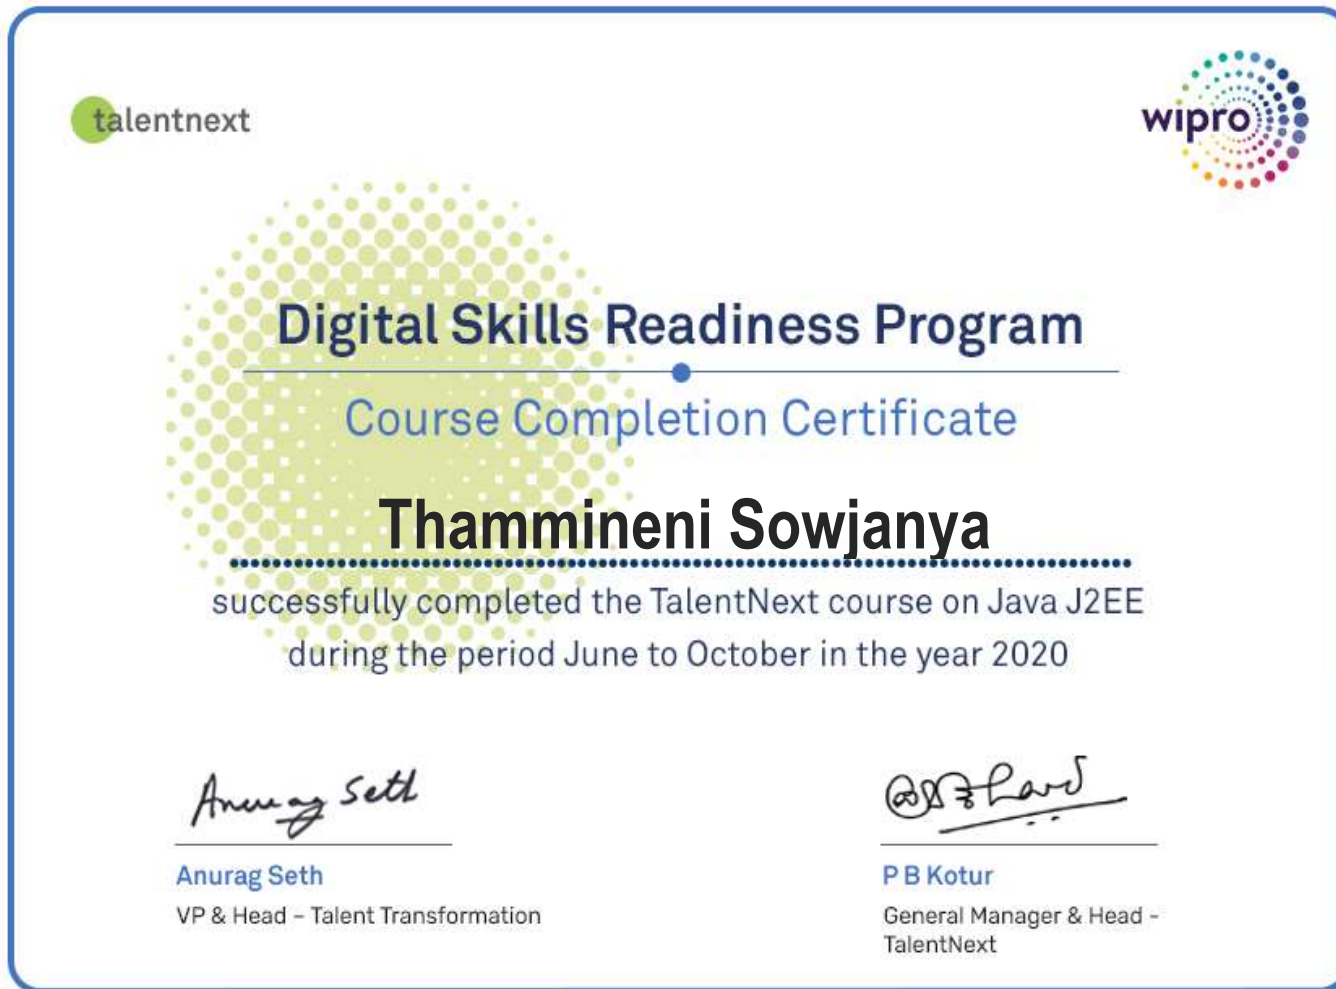 talentnext
wipro
Digital Skills Readiness Program
Course Completion Certificate
Thammineni Sowjanya
successfully completed the TalentNext course on Java J2EE
during the period June to October in the year 2020
Anurag Seth
Anurag Seth
VP & Head – Talent Transformation
P B Kotur
General Manager & Head -
TalentNext